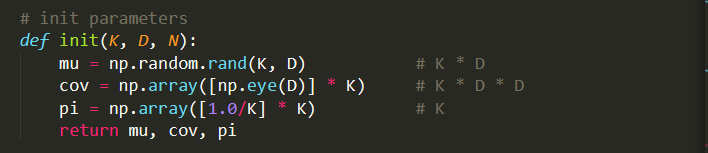 # init parameters
def init(K, D, N):
    mu = np.random.rand(K, D)           # K * D
    cov = np.array([np.eye(D)] * K)     # K * D * D
    pi = np.array([1.0/K] * K)          # K
    return mu, cov, pi